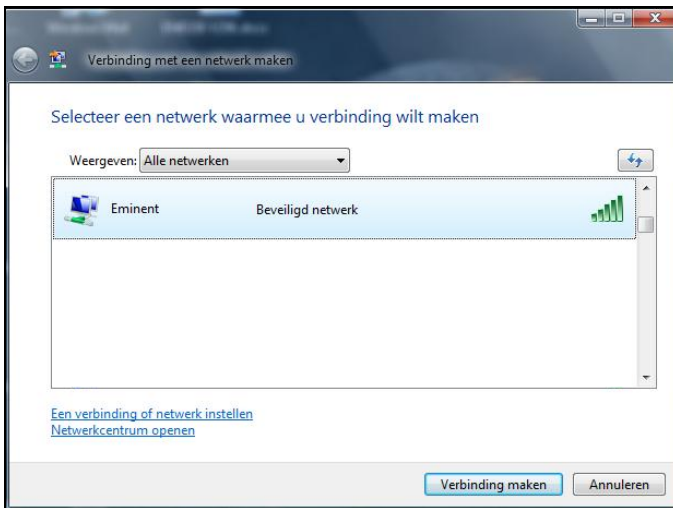 Verbinding met een netwerk maken
Selecteer een netwerk waarmee u verbinding wilt maken
Weergeven: Alle netwerken
Eminent Beveiligd netwerk
Een verbinding of netwerk instellen
Netwerkcentrum openen
Verbinding maken Annuleren